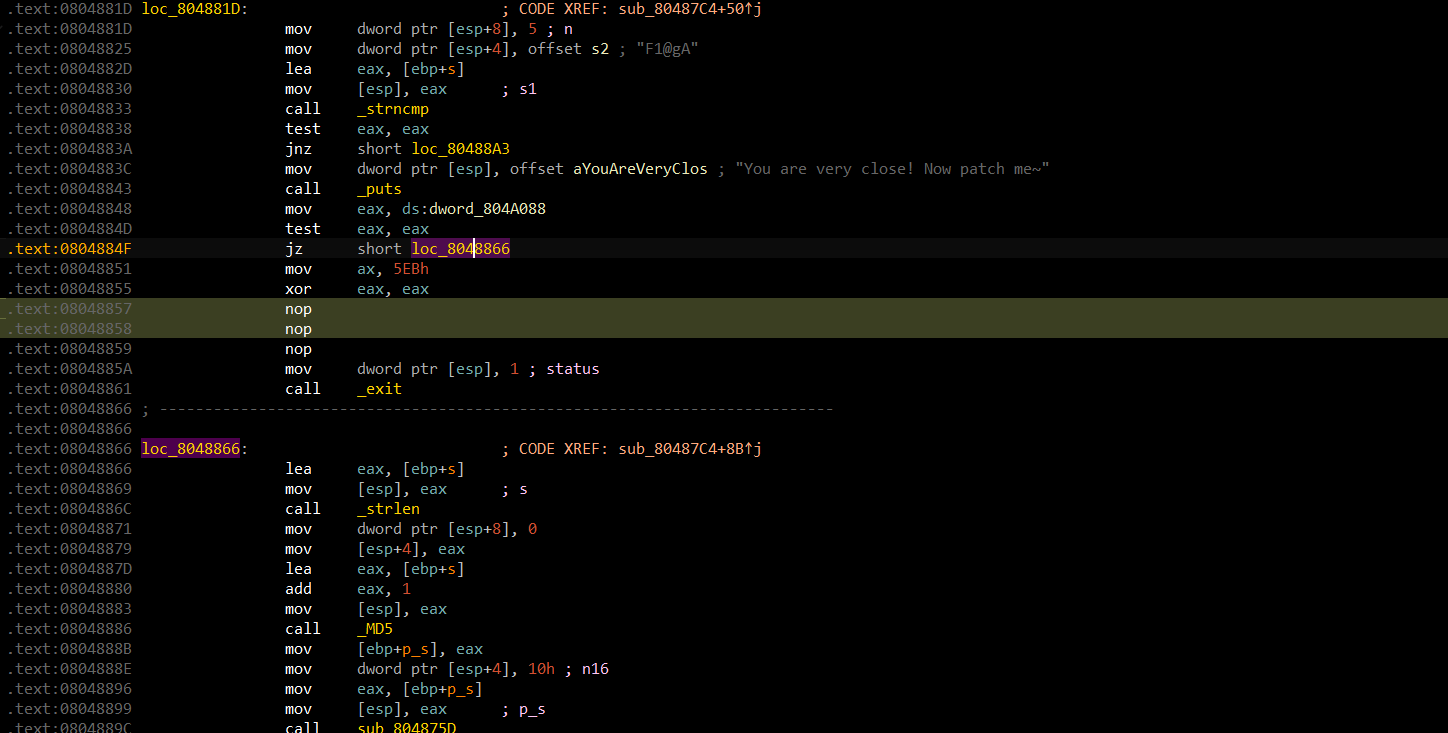 .text:0804881D loc_804881D: ; CODE XREF: sub_80487C4+50↑j
.text:0804881D mov dword ptr [esp+8], 5 ; n
.text:08048825 mov dword ptr [esp+4], offset s2 ; "F1@gA"
.text:0804882D lea eax, [ebp+s]
.text:08048830 mov [esp], eax ; s1
.text:08048833 call _strncmp
.text:08048838 test eax, eax
.text:0804883A jnz short loc_80488A3
.text:0804883C mov dword ptr [esp], offset aYouAreVeryClos ; "You are very close! Now patch me~"
.text:08048843 call _puts
.text:08048848 mov eax, ds:dword_804A088
.text:0804884D test eax, eax
.text:0804884F jz short loc_8048866
.text:08048851 mov ax, 5EBh
.text:08048855 xor eax, eax
.text:08048857 nop
.text:08048858 nop
.text:08048859 nop
.text:0804885A mov dword ptr [esp], 1 ; status
.text:08048861 call _exit
.text:08048866 ; ---------------------------------------------------------------------------
.text:08048866
.text:08048866 loc_8048866: ; CODE XREF: sub_80487C4+8B↑j
.text:08048866 lea eax, [ebp+s]
.text:08048869 mov [esp], eax ; s
.text:0804886C call _strlen
.text:08048871 mov dword ptr [esp+8], 0
.text:08048879 mov [esp+4], eax
.text:0804887D lea eax, [ebp+s]
.text:08048880 add eax, 1
.text:08048883 mov [esp], eax
.text:08048886 call _MD5
.text:0804888B mov [ebp+p_s], eax
.text:0804888E mov dword ptr [esp+4], 10h ; n16
.text:08048896 mov eax, [ebp+p_s]
.text:08048899 mov [esp], eax ; p_s
.text:0804889C call sub_804875D